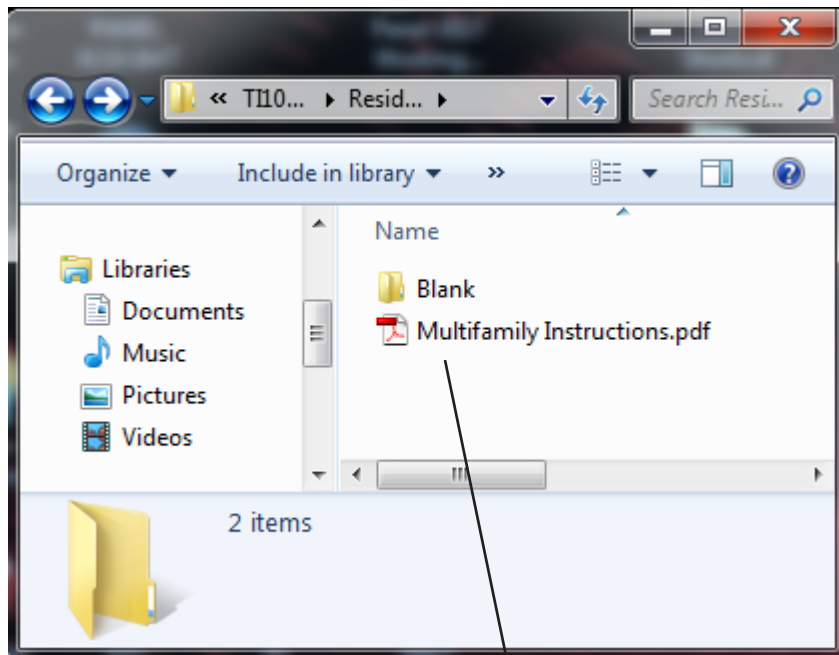 « TI10... Resid...
Search Resi...
Organize Include in library »
Name
Libraries
Documents
Music
Pictures
Videos
Blank
Multifamily Instructions.pdf
2 items